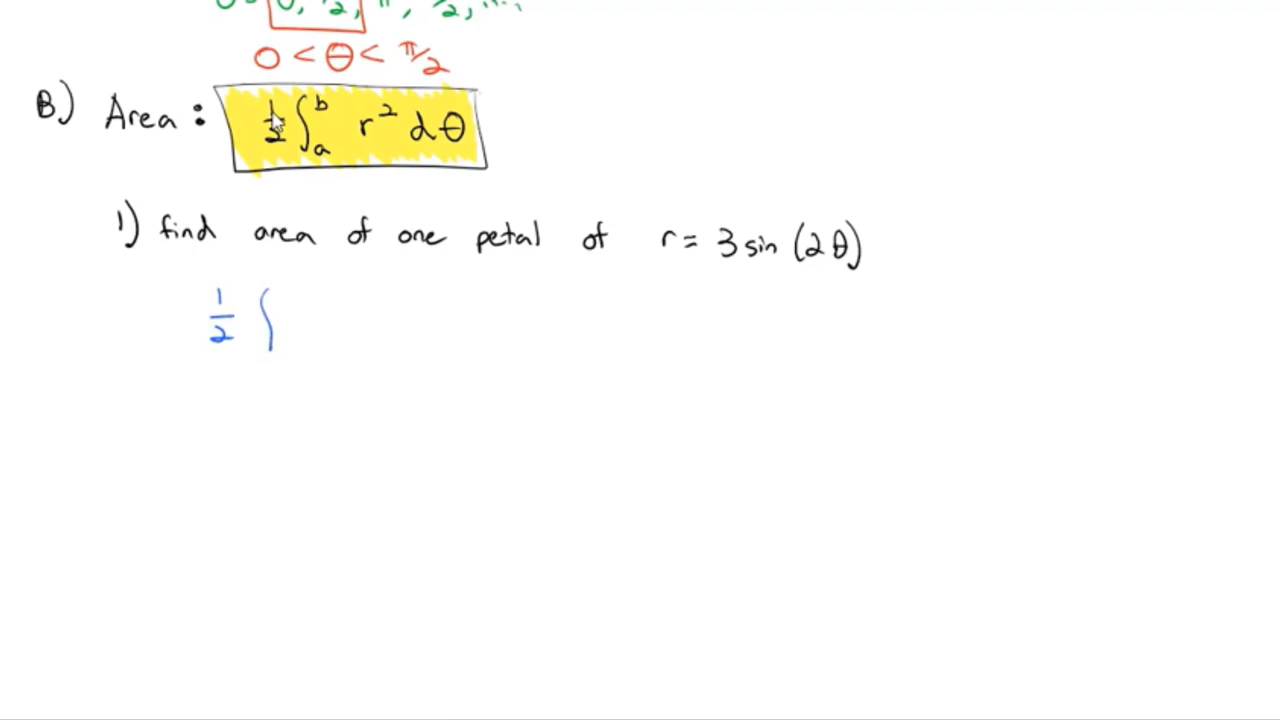 0 < θ < π/2
B) Area: 1/2 ∫_a^b r² dθ
1) find area of one petal of r = 3 sin (2θ)
1/2 ∫